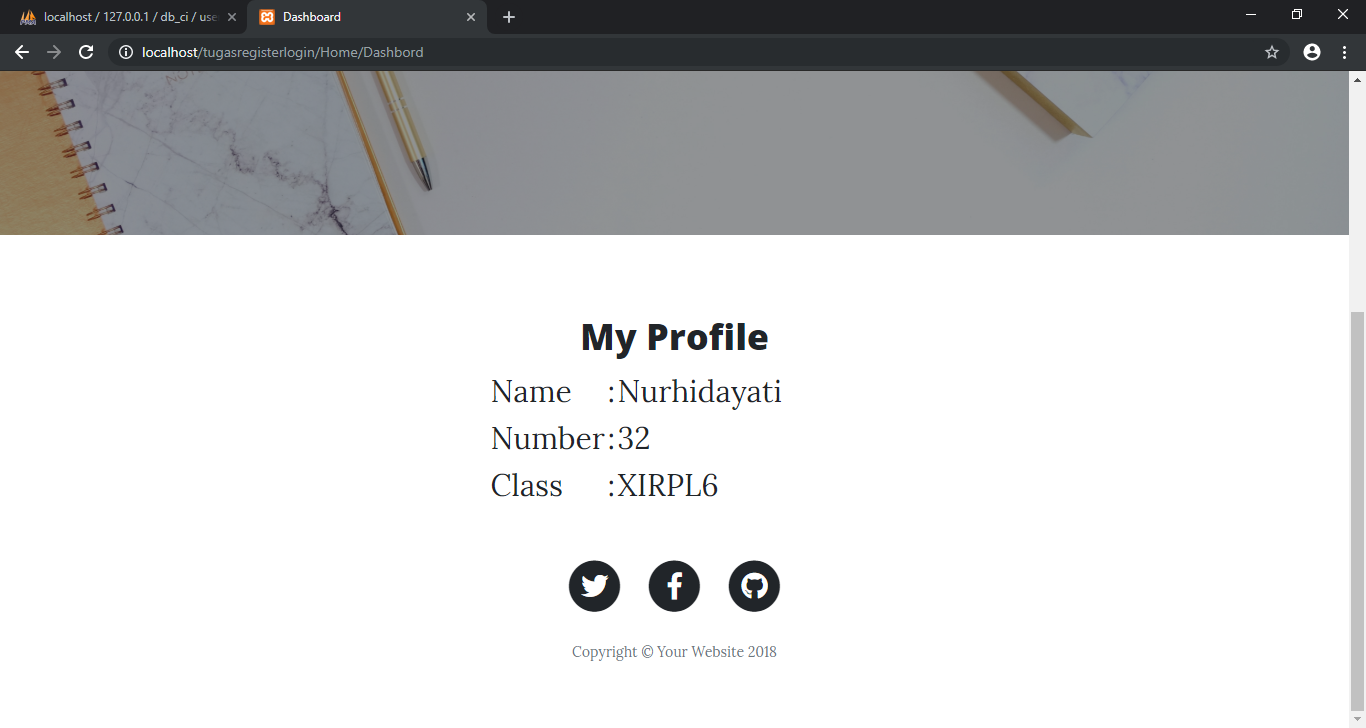 localhost / 127.0.0.1 / db_ci / use
Dashboard
localhost/tugasregisterlogin/Home/Dashbord
My Profile
Name :Nurhidayati
Number:32
Class :XIRPL6
Copyright © Your Website 2018